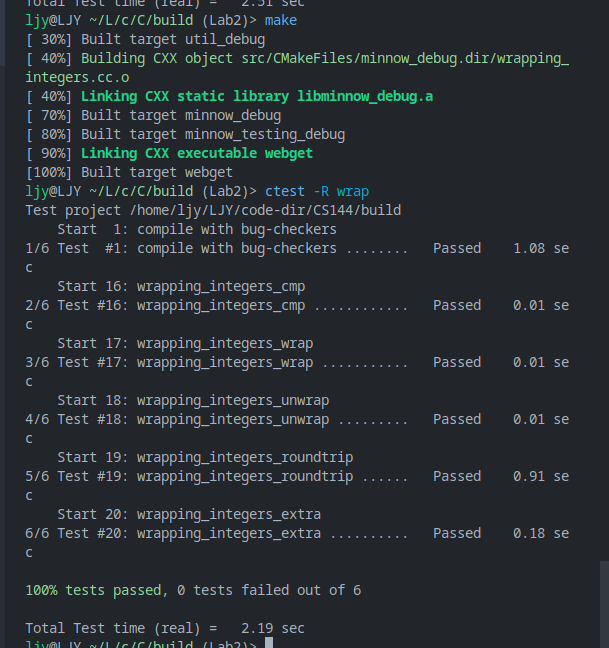 Total Test time (real) =   2.51 sec
ljy@LJY ~/L/c/C/build (Lab2)> make
[ 30%] Built target util_debug
[ 40%] Building CXX object src/CMakeFiles/minnow_debug.dir/wrapping_
integers.cc.o
[ 40%] Linking CXX static library libminnow_debug.a
[ 70%] Built target minnow_debug
[ 80%] Built target minnow_testing_debug
[ 90%] Linking CXX executable webget
[100%] Built target webget
ljy@LJY ~/L/c/C/build (Lab2)> ctest -R wrap
Test project /home/ljy/LJY/code-dir/CS144/build
    Start  1: compile with bug-checkers
1/6 Test  #1: compile with bug-checkers ........   Passed    1.08 se
c
    Start 16: wrapping_integers_cmp
2/6 Test #16: wrapping_integers_cmp ............   Passed    0.01 se
c
    Start 17: wrapping_integers_wrap
3/6 Test #17: wrapping_integers_wrap ...........   Passed    0.01 se
c
    Start 18: wrapping_integers_unwrap
4/6 Test #18: wrapping_integers_unwrap .........   Passed    0.01 se
c
    Start 19: wrapping_integers_roundtrip
5/6 Test #19: wrapping_integers_roundtrip ......   Passed    0.91 se
c
    Start 20: wrapping_integers_extra
6/6 Test #20: wrapping_integers_extra ..........   Passed    0.18 se
c
100% tests passed, 0 tests failed out of 6
Total Test time (real) =   2.19 sec
ljy@LJY ~/L/c/C/build (Lab2)>